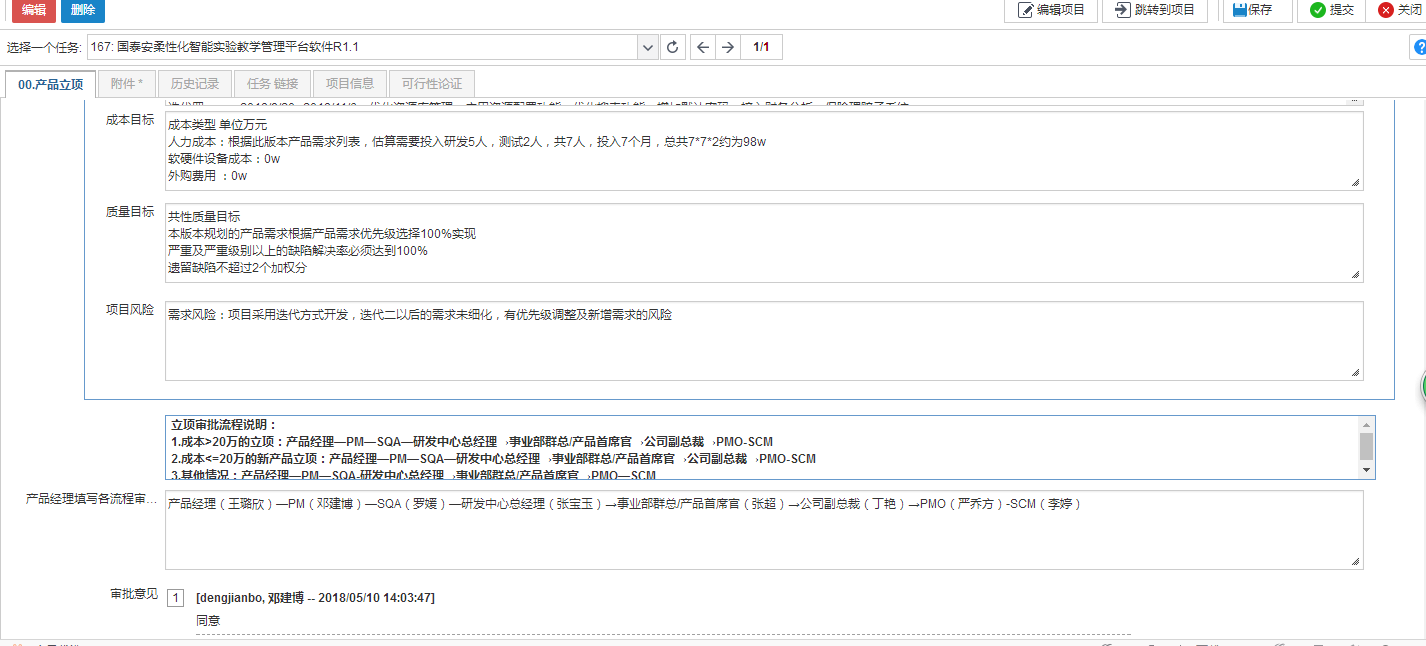 编辑 删除 编辑项目 跳转到项目 保存 提交 关闭
选择一个任务: 167: 国泰安柔性化智能实验教学管理平台软件R1.1 1/1
00.产品立项 附件 * 历史记录 任务 链接 项目信息 可行性论证
成本目标
成本类型 单位万元
人力成本：根据此版本产品需求列表，估算需要投入研发5人，测试2人，共7人，投入7个月，总共7*7*2约为98w
软硬件设备成本：0w
外购费用 ：0w
质量目标
共性质量目标
本版本规划的产品需求根据产品需求优先级选择100%实现
严重及严重级别以上的缺陷解决率必须达到100%
遗留缺陷不超过2个加权分
项目风险
需求风险：项目采用迭代方式开发，迭代二以后的需求未细化，有优先级调整及新增需求的风险
立项审批流程说明：
1.成本>20万的立项：产品经理—PM—SQA—研发中心总经理 →事业部群总/产品首席官 →公司副总裁 →PMO-SCM
2.成本<=20万的新产品立项：产品经理—PM—SQA—研发中心总经理 →事业部群总/产品首席官 →公司副总裁 →PMO-SCM
3.其他情况：产品经理—PM—SQA-研发中心总经理 →事业部群总/产品首席官 →PMO—SCM
产品经理填写各流程审...
产品经理（王璐欣）—PM（邓建博）—SQA（罗媛）—研发中心总经理（张宝玉）→事业部群总/产品首席官（张超）→公司副总裁（丁艳）→PMO（严乔方）-SCM（李婷）
审批意见
1 [dengjianbo, 邓建博 -- 2018/05/10 14:03:47]
同意